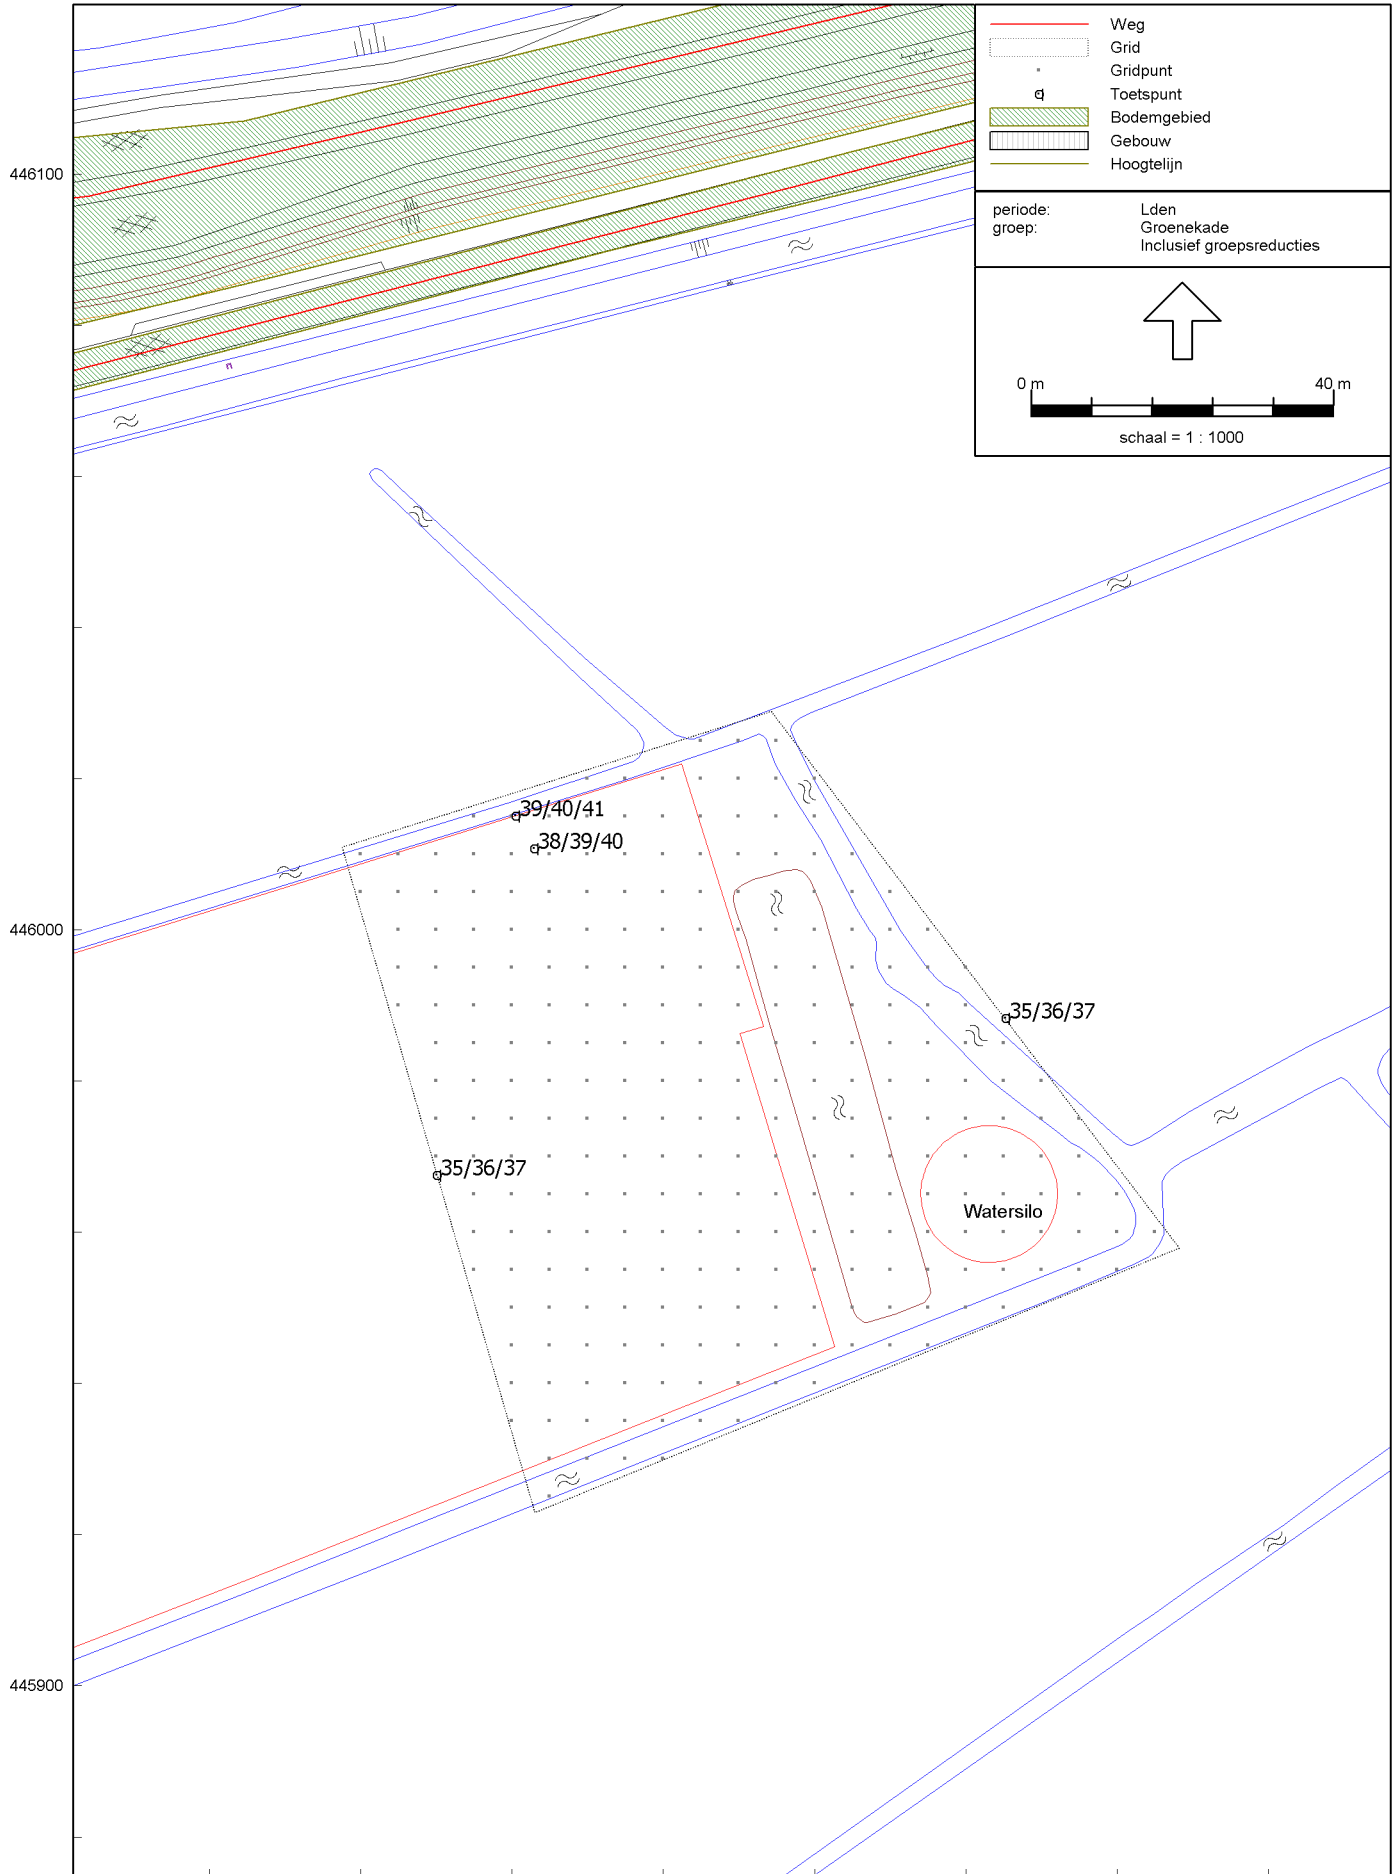 Weg
Grid
Gridpunt
Toetspunt
Bodemgebied
Gebouw
Hoogtelijn
periode: Lden
groep: Groenekade
Inclusief groepsreducties
0 m 40 m
schaal = 1 : 1000
446100
39/40/41
38/39/40
446000
35/36/37
35/36/37
Watersilo
445900